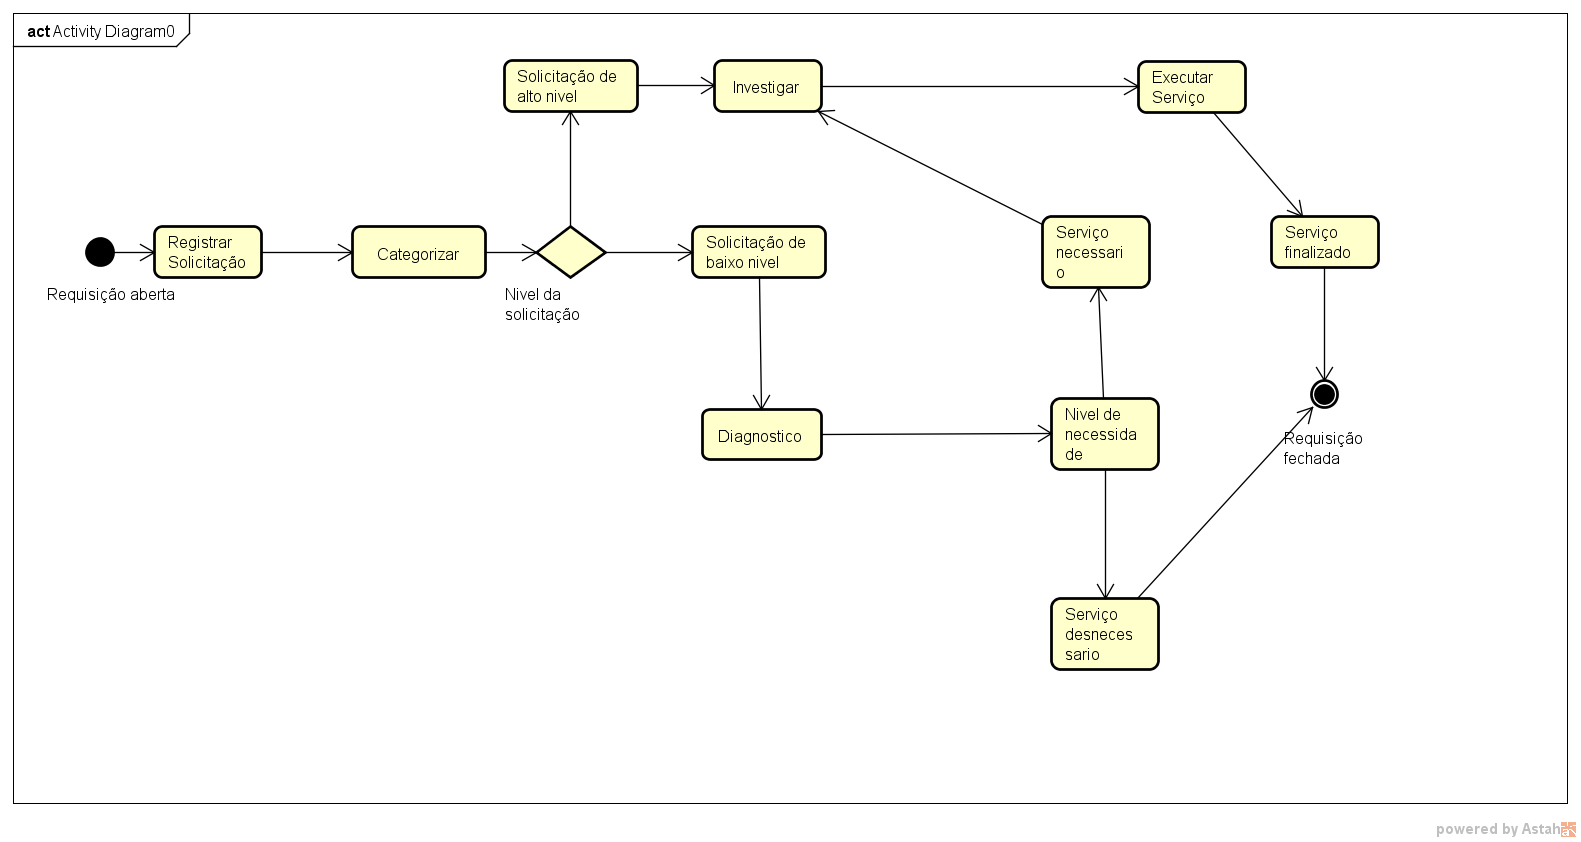 act Activity Diagram0
Solicitação de
alto nivel
Investigar
Executar
Serviço
Registrar
Solicitação
Categorizar
Solicitação de
baixo nivel
Serviço
necessari
o
Serviço
finalizado
Requisição aberta
Nivel da
solicitação
Diagnostico
Nivel de
necessida
de
Requisição
fechada
Serviço
desneces
sario
powered by Astah